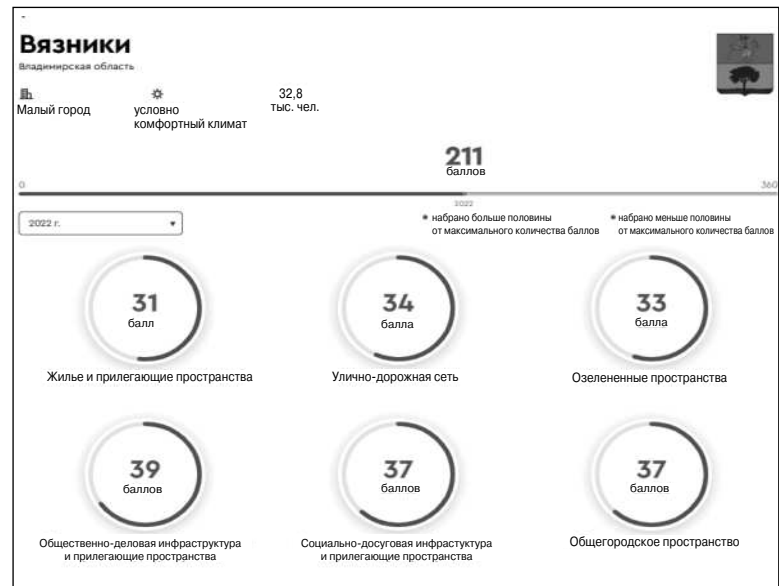 -
Вязники
Владимирская область
Малый город
условно
комфортный климат
32,8
тыс. чел.
211
баллов
0
360
2022
2022 г.
набрано больше половины
от максимального количества баллов
набрано меньше половины
от максимального количества баллов
31
балл
Жилье и прилегающие пространства
34
балла
Улично-дорожная сеть
33
балла
Озелененные пространства
39
баллов
Общественно-деловая инфраструктура
и прилегающие пространства
37
баллов
Социально-досуговая инфрастуктура
и прилегающие пространства
37
баллов
Общегородское пространство